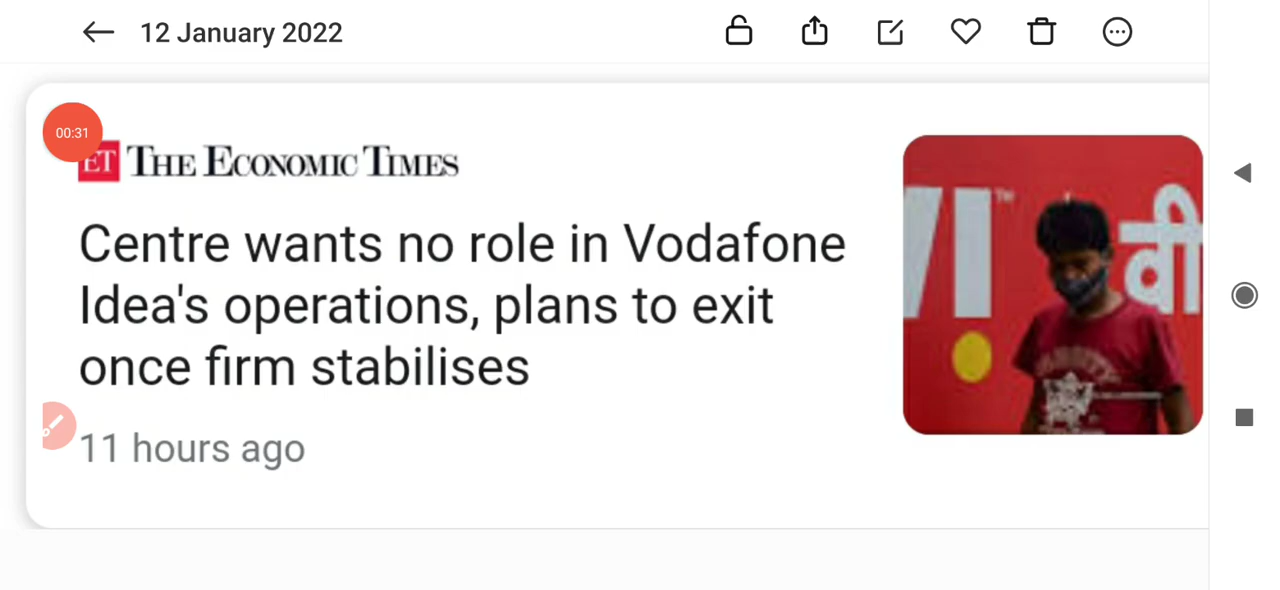 12 January 2022
00:31
ET THE ECONOMIC TIMES
Centre wants no role in Vodafone
Idea's operations, plans to exit
once firm stabilises
11 hours ago
VI™
वी